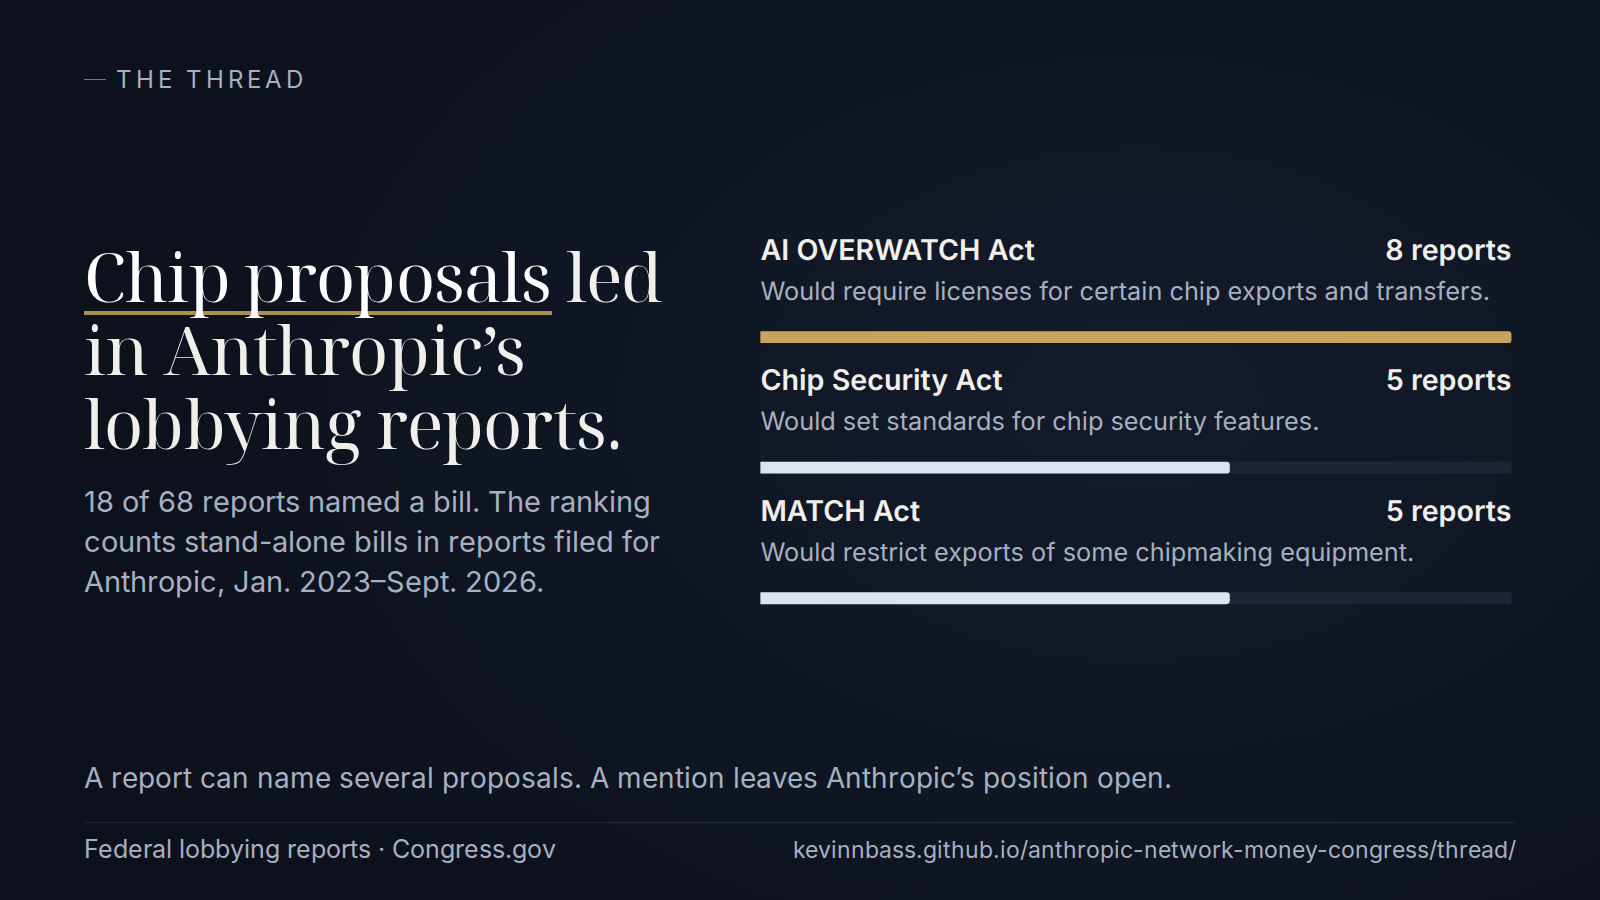 — THE THREAD
Chip proposals led
in Anthropic’s
lobbying reports.
18 of 68 reports named a bill. The ranking
counts stand-alone bills in reports filed for
Anthropic, Jan. 2023–Sept. 2026.
AI OVERWATCH Act 8 reports
Would require licenses for certain chip exports and transfers.
Chip Security Act 5 reports
Would set standards for chip security features.
MATCH Act 5 reports
Would restrict exports of some chipmaking equipment.
A report can name several proposals. A mention leaves Anthropic’s position open.
Federal lobbying reports · Congress.gov
kevinnbass.github.io/anthropic-network-money-congress/thread/